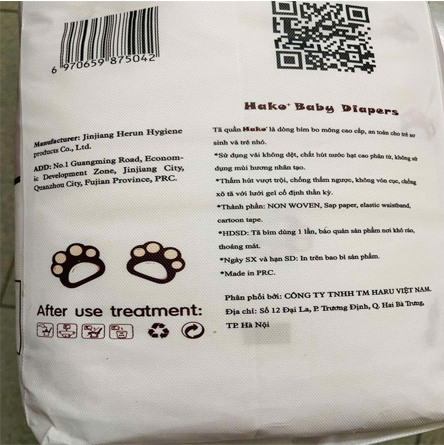 6 970659 875042
Manufacturer: Jinjiang Herun Hygiene
products Co., Ltd.
ADD: No.1 Guangming Road, Econom-
ic Development Zone, Jinjiang City,
Quanzhou City, Fujian Province, PRC.
After use treatment:
Hako+ Baby Diapers
Tã quần Hako+ là dòng bỉm bo mông cao cấp, an toàn cho trẻ sơ
sinh và trẻ nhỏ.
*Sử dụng vải không dệt, chất hút nước hạt cao phân tử, không sử
dụng mùi hương nhân tạo.
*Thấm hút vượt trội, chống thấm ngược, không vón cục, chống
xô tã với lưới gel cố định thần kỳ.
*Thành phần: NON WOVEN, Sap paper, elastic waistband,
cartoon tape.
*HDSD: Tã bỉm dùng 1 lần, bảo quản sản phẩm nơi khô ráo,
thoáng mát.
*Ngày SX và hạn SD: In trên bao bì sản phẩm.
*Made in PRC.
Phân phối bởi: CÔNG TY TNHH TM HARU VIỆT NAM.
Địa chỉ: Số 12 Đại La, P. Trương Định, Q. Hai Bà Trưng,
TP. Hà Nội